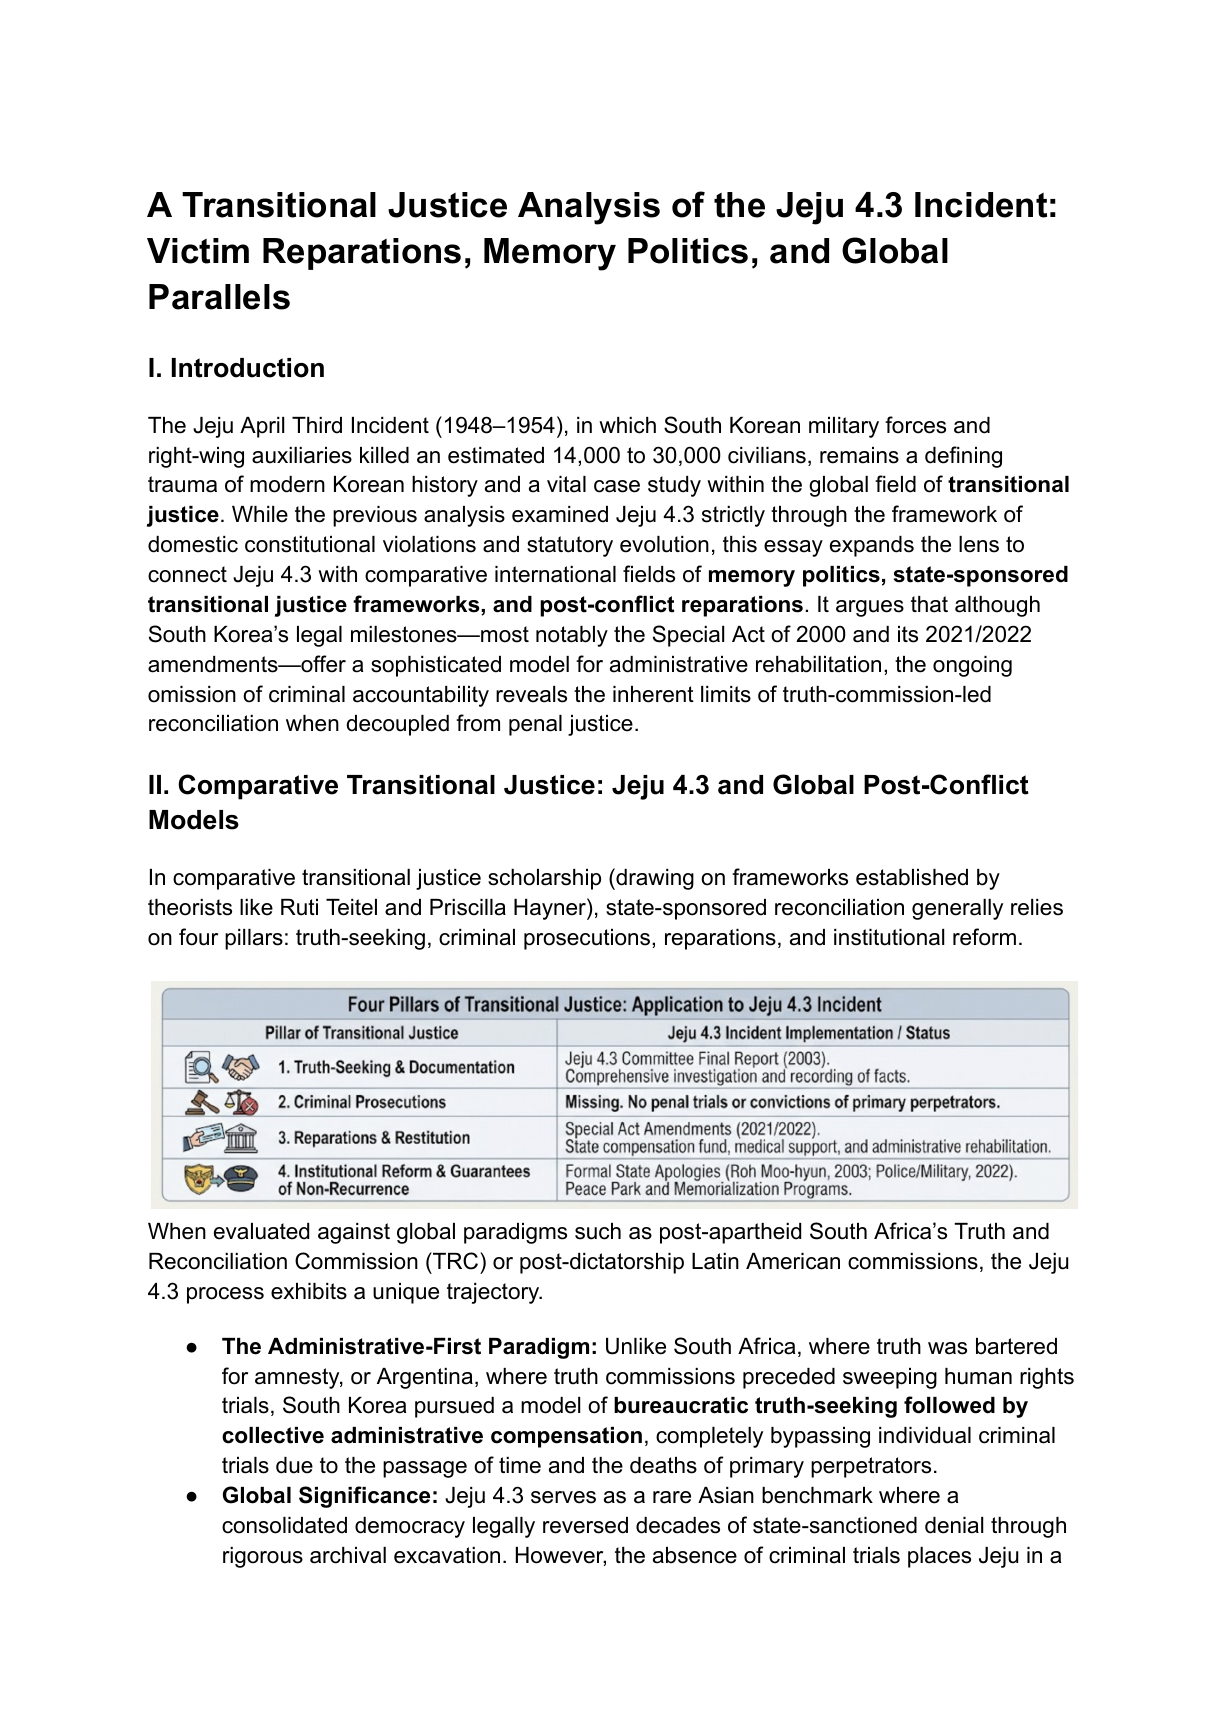 A Transitional Justice Analysis of the Jeju 4.3 Incident:
Victim Reparations, Memory Politics, and Global
Parallels
I. Introduction
The Jeju April Third Incident (1948–1954), in which South Korean military forces and
right-wing auxiliaries killed an estimated 14,000 to 30,000 civilians, remains a defining
trauma of modern Korean history and a vital case study within the global field of transitional
justice. While the previous analysis examined Jeju 4.3 strictly through the framework of
domestic constitutional violations and statutory evolution, this essay expands the lens to
connect Jeju 4.3 with comparative international fields of memory politics, state-sponsored
transitional justice frameworks, and post-conflict reparations. It argues that although
South Korea’s legal milestones—most notably the Special Act of 2000 and its 2021/2022
amendments—offer a sophisticated model for administrative rehabilitation, the ongoing
omission of criminal accountability reveals the inherent limits of truth-commission-led
reconciliation when decoupled from penal justice.
II. Comparative Transitional Justice: Jeju 4.3 and Global Post-Conflict
Models
In comparative transitional justice scholarship (drawing on frameworks established by
theorists like Ruti Teitel and Priscilla Hayner), state-sponsored reconciliation generally relies
on four pillars: truth-seeking, criminal prosecutions, reparations, and institutional reform.
Four Pillars of Transitional Justice: Application to Jeju 4.3 Incident
Pillar of Transitional Justice
Jeju 4.3 Incident Implementation / Status
1. Truth-Seeking & Documentation
Jeju 4.3 Committee Final Report (2003).
Comprehensive investigation and recording of facts.
2. Criminal Prosecutions
Missing. No penal trials or convictions of primary perpetrators.
3. Reparations & Restitution
Special Act Amendments (2021/2022).
State compensation fund, medical support, and administrative rehabilitation.
4. Institutional Reform & Guarantees
of Non-Recurrence
Formal State Apologies (Roh Moo-hyun, 2003; Police/Military, 2022).
Peace Park and Memorialization Programs.
When evaluated against global paradigms such as post-apartheid South Africa’s Truth and
Reconciliation Commission (TRC) or post-dictatorship Latin American commissions, the Jeju
4.3 process exhibits a unique trajectory.
● The Administrative-First Paradigm: Unlike South Africa, where truth was bartered
for amnesty, or Argentina, where truth commissions preceded sweeping human rights
trials, South Korea pursued a model of bureaucratic truth-seeking followed by
collective administrative compensation, completely bypassing individual criminal
trials due to the passage of time and the deaths of primary perpetrators.
● Global Significance: Jeju 4.3 serves as a rare Asian benchmark where a
consolidated democracy legally reversed decades of state-sanctioned denial through
rigorous archival excavation. However, the absence of criminal trials places Jeju in a